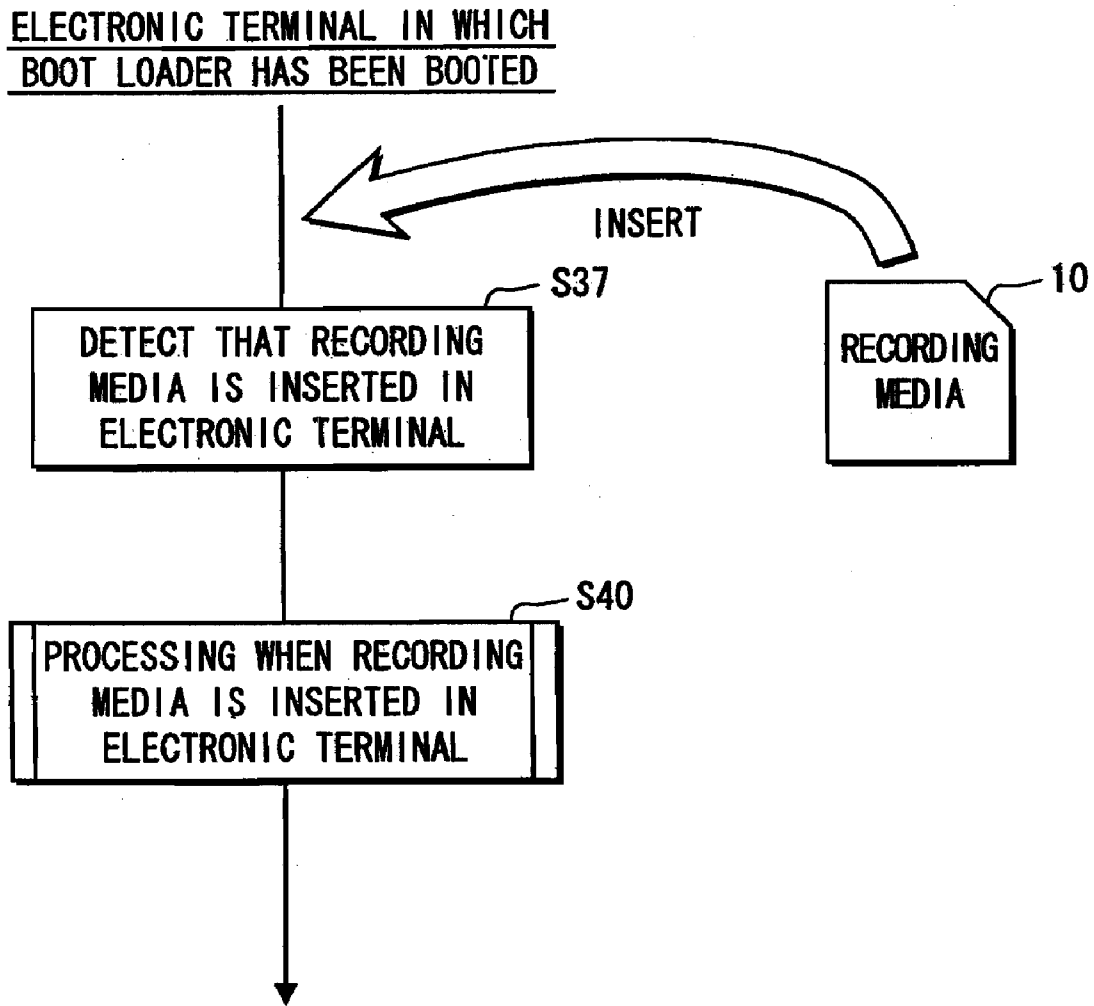 ELECTRONIC TERMINAL IN WHICH
BOOT LOADER HAS BEEN BOOTED
INSERT
S37
10
DETECT THAT RECORDING
MEDIA IS INSERTED IN
ELECTRONIC TERMINAL
RECORDING
MEDIA
S40
PROCESSING WHEN RECORDING
MEDIA IS INSERTED IN
ELECTRONIC TERMINAL